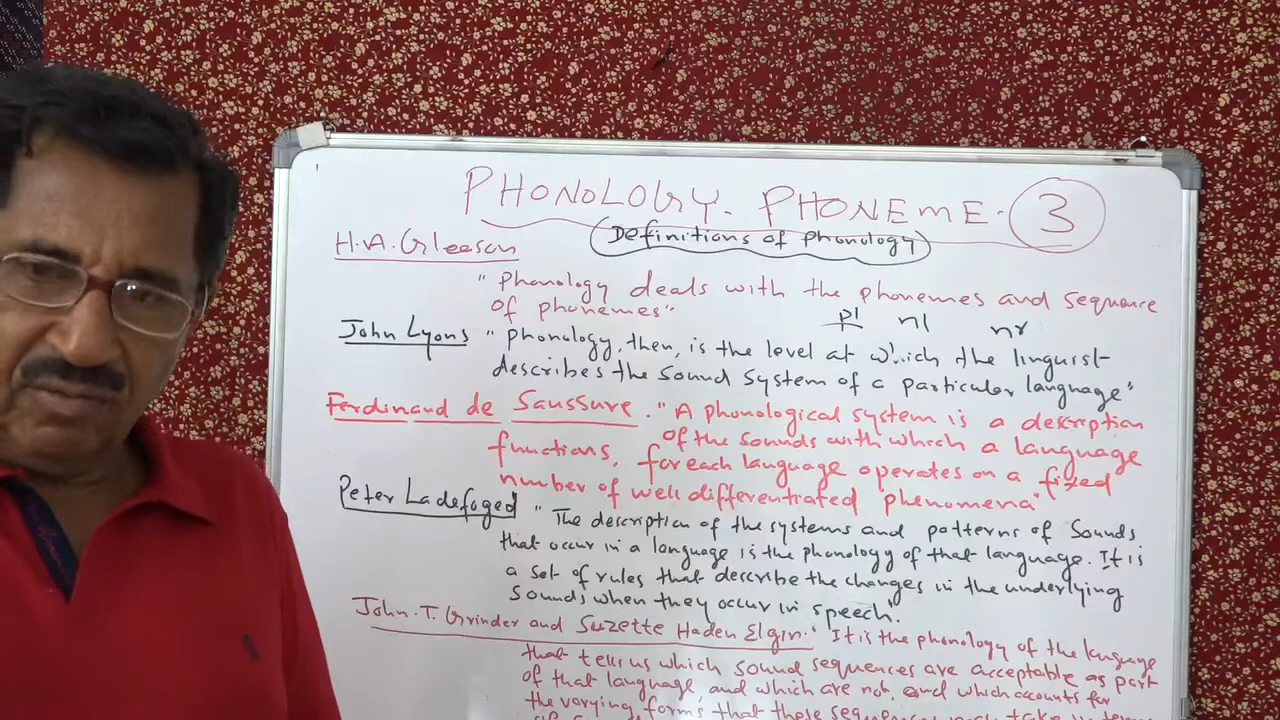 PHONOLOGY. PHONEME. 3
Definitions of Phonology
H.A. Gleason
"Phonology deals with the phonemes and sequence
of phonemes"
pl nl nr
John Lyons "phonology, then, is the level at which the linguist
describes the sound system of a particular language"
Ferdinand de Saussure. "A phonological system is a description
of the sounds with which a language
functions, for each language operates on a fixed
number of well differentiated 'phenomena'
Peter Ladefoged "The description of the systems and patterns of sounds
that occur in a language is the phonology of that language. It is
a set of rules that describe the changes in the underlying
sounds when they occur in speech".
John. T. Grinder and Suzette Haden Elgin. "It is the phonology of the language
that tells us which sound sequences are acceptable as part
of that language, and which are not, and which accounts for
the varying forms that these